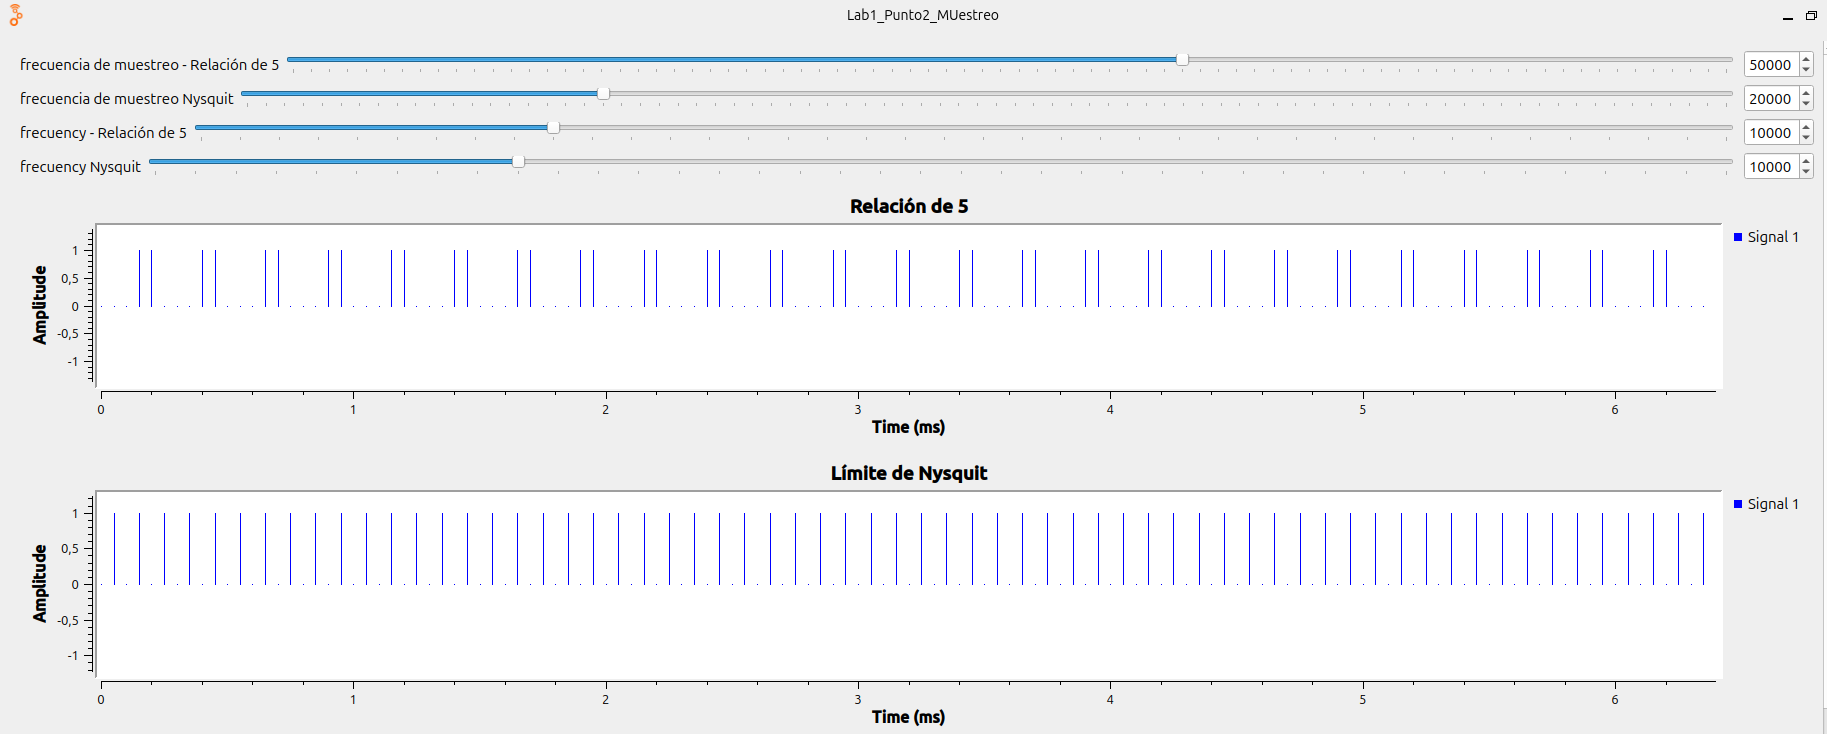 Lab1_Punto2_MUestreo
frecuencia de muestreo - Relación de 5 50000
frecuencia de muestreo Nysquit 20000
frecuency - Relación de 5 10000
frecuency Nysquit 10000
Relación de 5
Signal 1
Amplitude
1
0,5
0
-0,5
-1
0 1 2 3 4 5 6
Time (ms)
Límite de Nysquit
Signal 1
Amplitude
1
0,5
0
-0,5
-1
0 1 2 3 4 5 6
Time (ms)